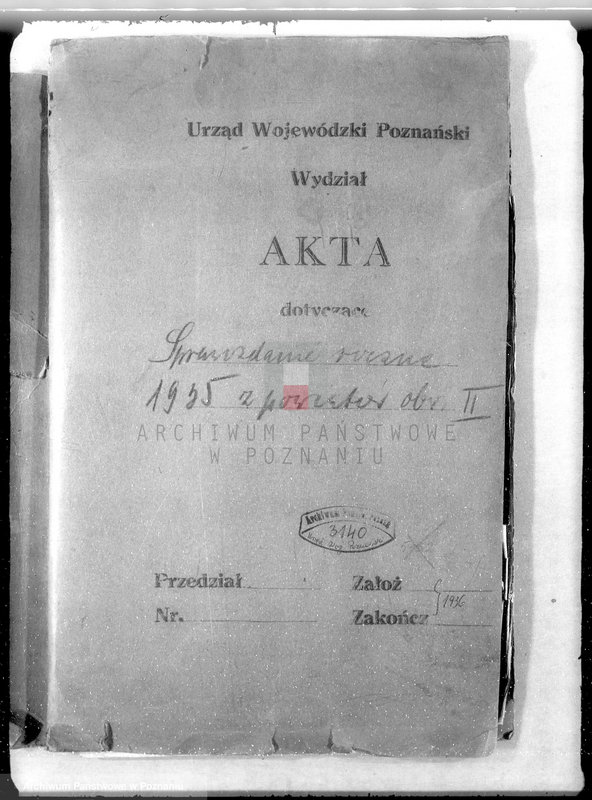 Urząd Wojewódzki Poznański
Wydział
AKTA
dotyczące
Sprawozdanie roczne
1935 z powiatów obw. II
ARCHIWUM PAŃSTWOWE
W POZNANIU
3140
Przedział
Założ
1936
Nr.
Zakończ